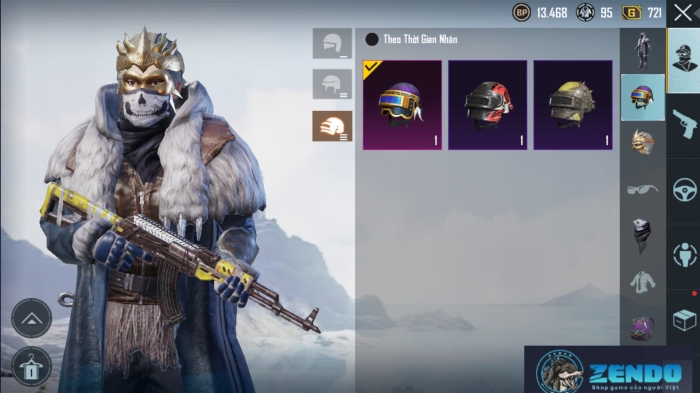 BP 13.468 95 G 721
Theo Thời Gian Nhận
1 1 1
ZENDO
Shop game của người Việt